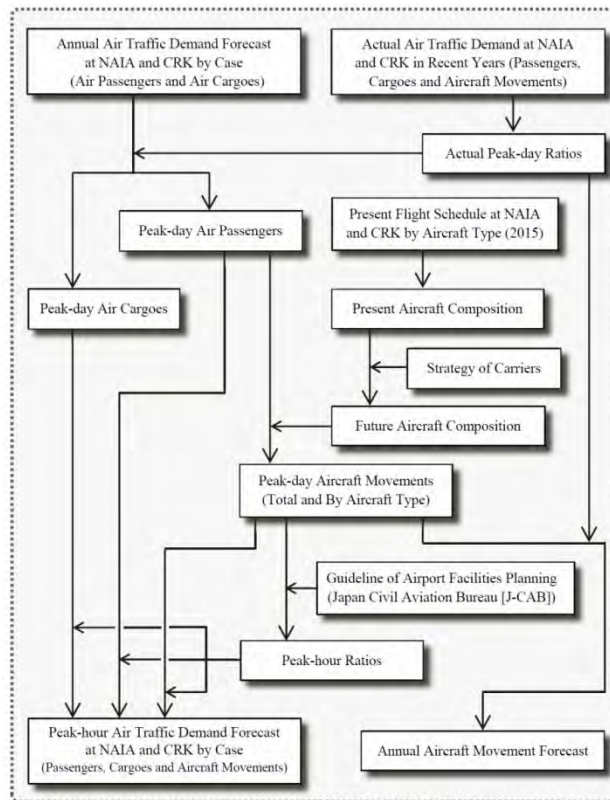 Annual Air Traffic Demand Forecast
at NAIA and CRK by Case
(Air Passengers and Air Cargoes)
Actual Air Traffic Demand at NAIA
and CRK in Recent Years (Passengers,
Cargoes and Aircraft Movements)
Actual Peak-day Ratios
Peak-day Air Passengers
Present Flight Schedule at NAIA
and CRK by Aircraft Type (2015)
Peak-day Air Cargoes
Present Aircraft Composition
Strategy of Carriers
Future Aircraft Composition
Peak-day Aircraft Movements
(Total and By Aircraft Type)
Guideline of Airport Facilities Planning
(Japan Civil Aviation Bureau [J-CAB])
Peak-hour Ratios
Peak-hour Air Traffic Demand Forecast
at NAIA and CRK by Case
(Passengers, Cargoes and Aircraft Movements)
Annual Aircraft Movement Forecast